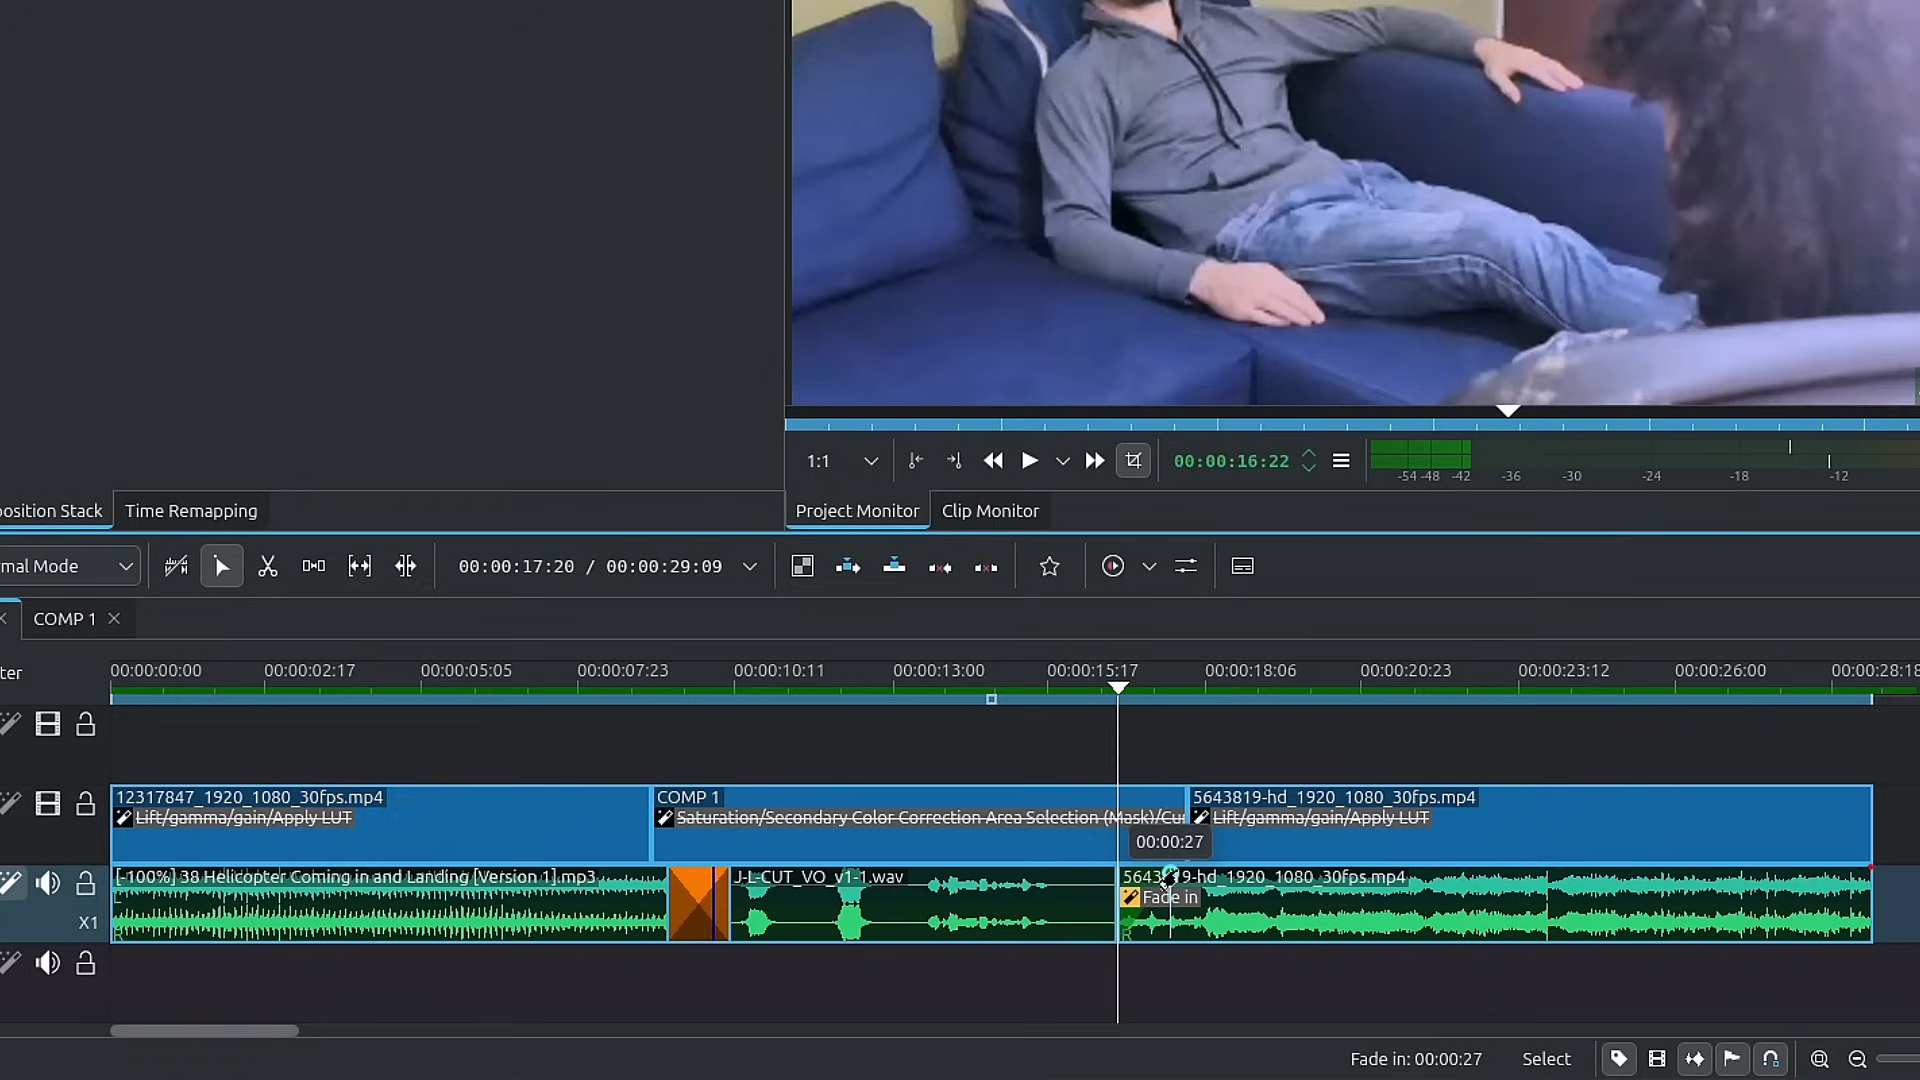 1:1
00:00:16:22
-54 -48 -42 -36 -30 -24 -18 -12
position Stack Time Remapping Project Monitor Clip Monitor
rmal Mode 00:00:17:20 / 00:00:29:09
COMP 1
ter 00:00:00:00 00:00:02:17 00:00:05:05 00:00:07:23 00:00:10:11 00:00:13:00 00:00:15:17 00:00:18:06 00:00:20:23 00:00:23:12 00:00:26:00 00:00:28:18
12317847_1920_1080_30fps.mp4 COMP 1 5643819-hd_1920_1080_30fps.mp4
Lift/gamma/gain/Apply LUT Saturation/Secondary Color Correction Area Selection (Mask)/Cur Lift/gamma/gain/Apply LUT
00:00:27
[-100%] 38 Helicopter Coming in and Landing [Version 1].mp3 J-L-CUT_VO_v1-1.wav 5643819-hd_1920_1080_30fps.mp4
L
Fade in
X1
R
R
Fade in: 00:00:27 Select